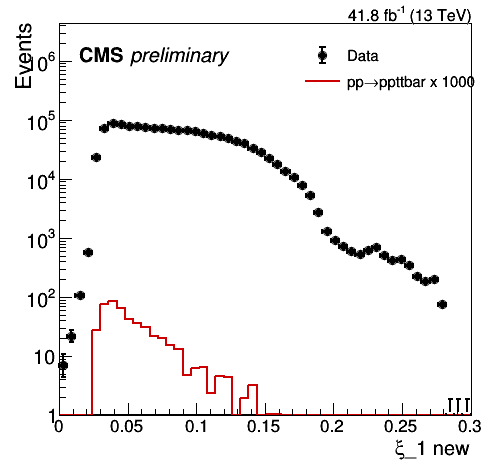 41.8 fb⁻¹ (13 TeV)
Events
CMS preliminary
Data
pp→ppttbar x 1000
10⁶
10⁵
10⁴
10³
10²
10
1
0 0.05 0.1 0.15 0.2 0.25 0.3
ξ_1 new